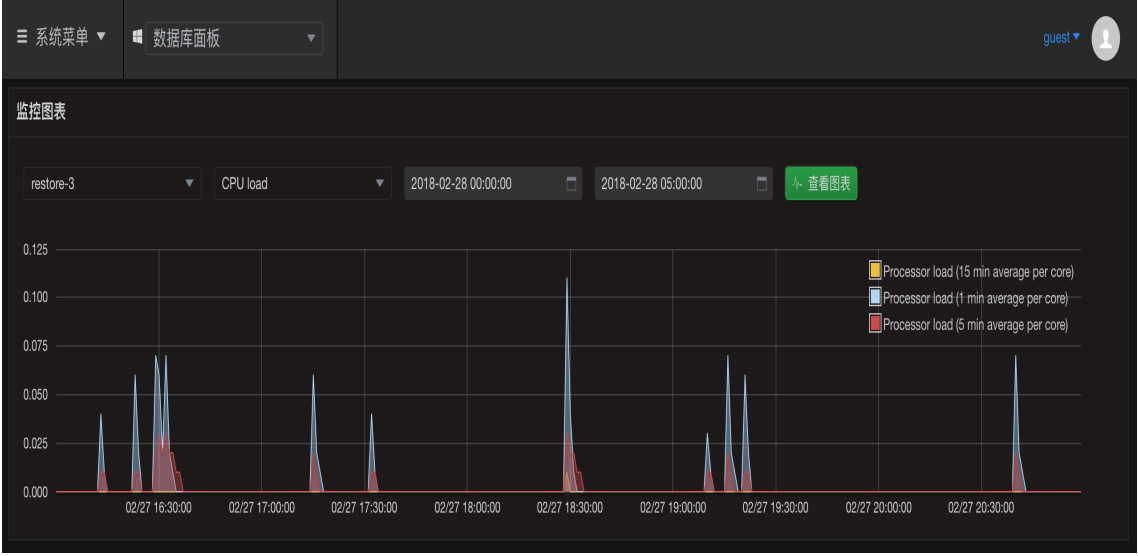 系统菜单 数据库面板 guest
监控图表
restore-3 CPU load 2018-02-28 00:00:00 2018-02-28 05:00:00 查看图表
0.125
Processor load (15 min average per core)
0.100 Processor load (1 min average per core)
Processor load (5 min average per core)
0.075
0.050
0.025
0.000
02/27 16:30:00 02/27 17:00:00 02/27 17:30:00 02/27 18:00:00 02/27 18:30:00 02/27 19:00:00 02/27 19:30:00 02/27 20:00:00 02/27 20:30:00